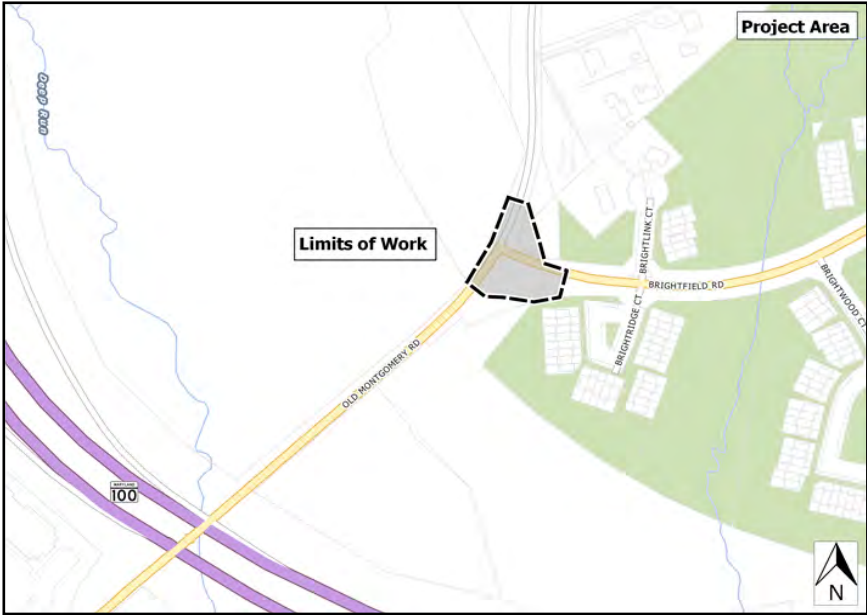 Project Area
Deep Run
Limits of Work
BRIGHTLINK CT
BRIGHTFIELD RD
BRIGHTWOOD CT
BRIGHTRIDGE CT
OLD MONTGOMERY RD
MARYLAND
100
N